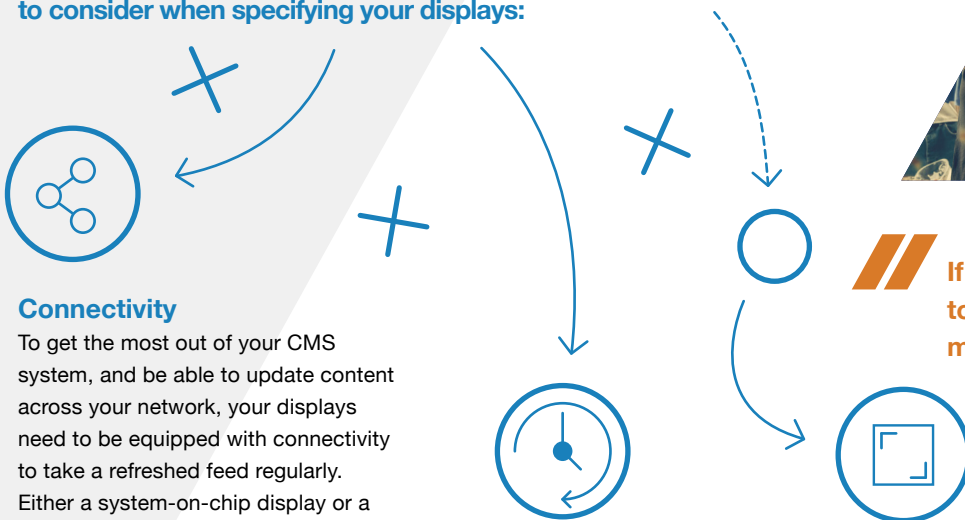 to consider when specifying your displays:
Connectivity
To get the most out of your CMS
system, and be able to update content
across your network, your displays
need to be equipped with connectivity
to take a refreshed feed regularly.
Either a system-on-chip display or a
If
to
m